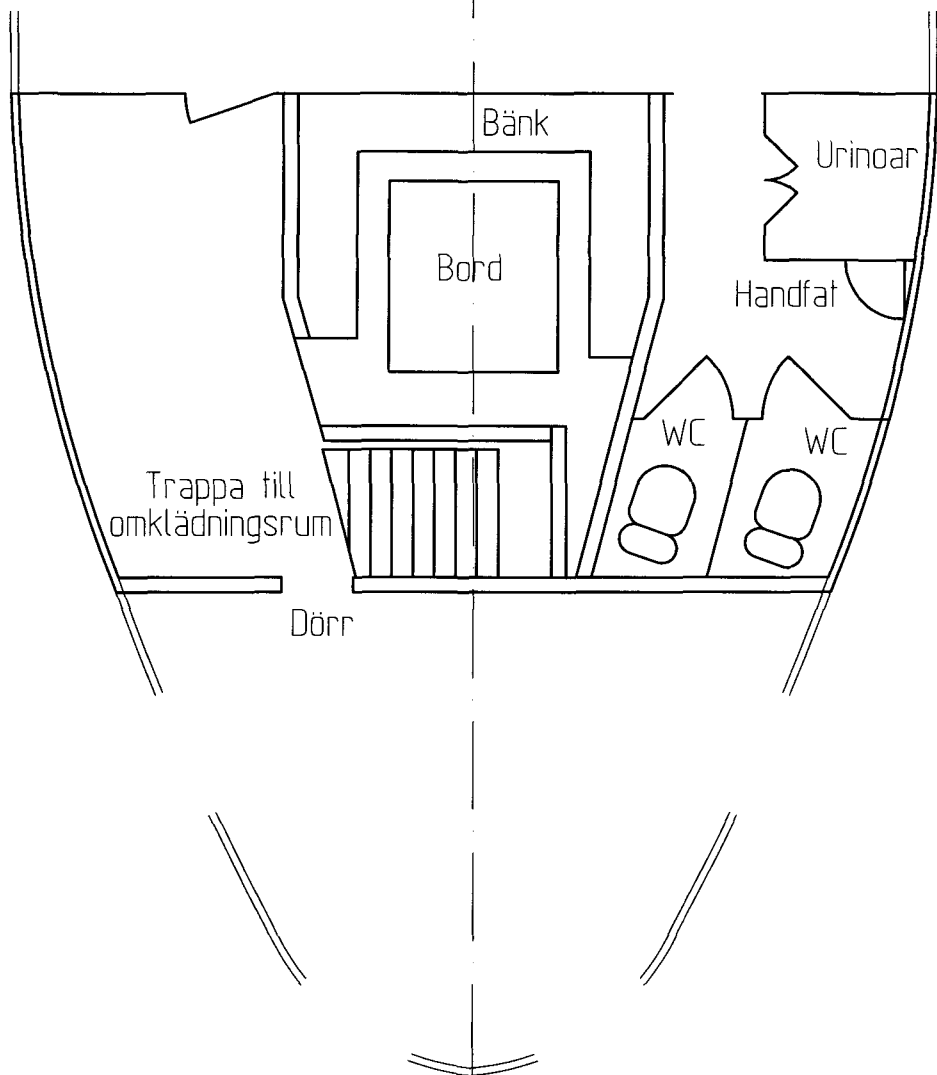 Bänk
Urinoar
Bord
Handfat
WC
WC
Trappa till
omklädningsrum
Dörr